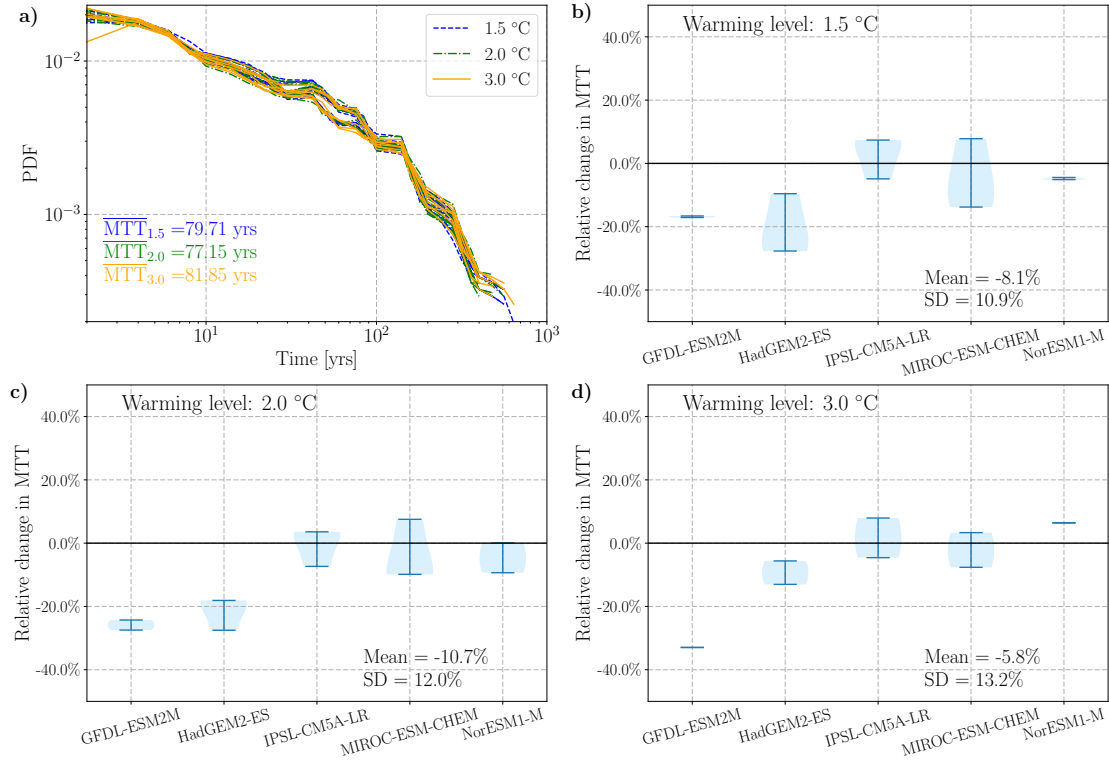 a)
1.5 °C
2.0 °C
3.0 °C
10⁻²
10⁻³
PDF
M̅T̅T̅₁.₅ =79.71 yrs
M̅T̅T̅₂.₀ =77.15 yrs
M̅T̅T̅₃.₀ =81.85 yrs
10¹
10²
10³
Time [yrs]
b)
Warming level: 1.5 °C
40.0%
20.0%
0.0%
-20.0%
-40.0%
Relative change in MTT
Mean = -8.1%
SD = 10.9%
GFDL-ESM2M
HadGEM2-ES
IPSL-CM5A-LR
MIROC-ESM-CHEM
NorESM1-M
c)
Warming level: 2.0 °C
40.0%
20.0%
0.0%
-20.0%
-40.0%
Relative change in MTT
Mean = -10.7%
SD = 12.0%
GFDL-ESM2M
HadGEM2-ES
IPSL-CM5A-LR
MIROC-ESM-CHEM
NorESM1-M
d)
Warming level: 3.0 °C
40.0%
20.0%
0.0%
-20.0%
-40.0%
Relative change in MTT
Mean = -5.8%
SD = 13.2%
GFDL-ESM2M
HadGEM2-ES
IPSL-CM5A-LR
MIROC-ESM-CHEM
NorESM1-M